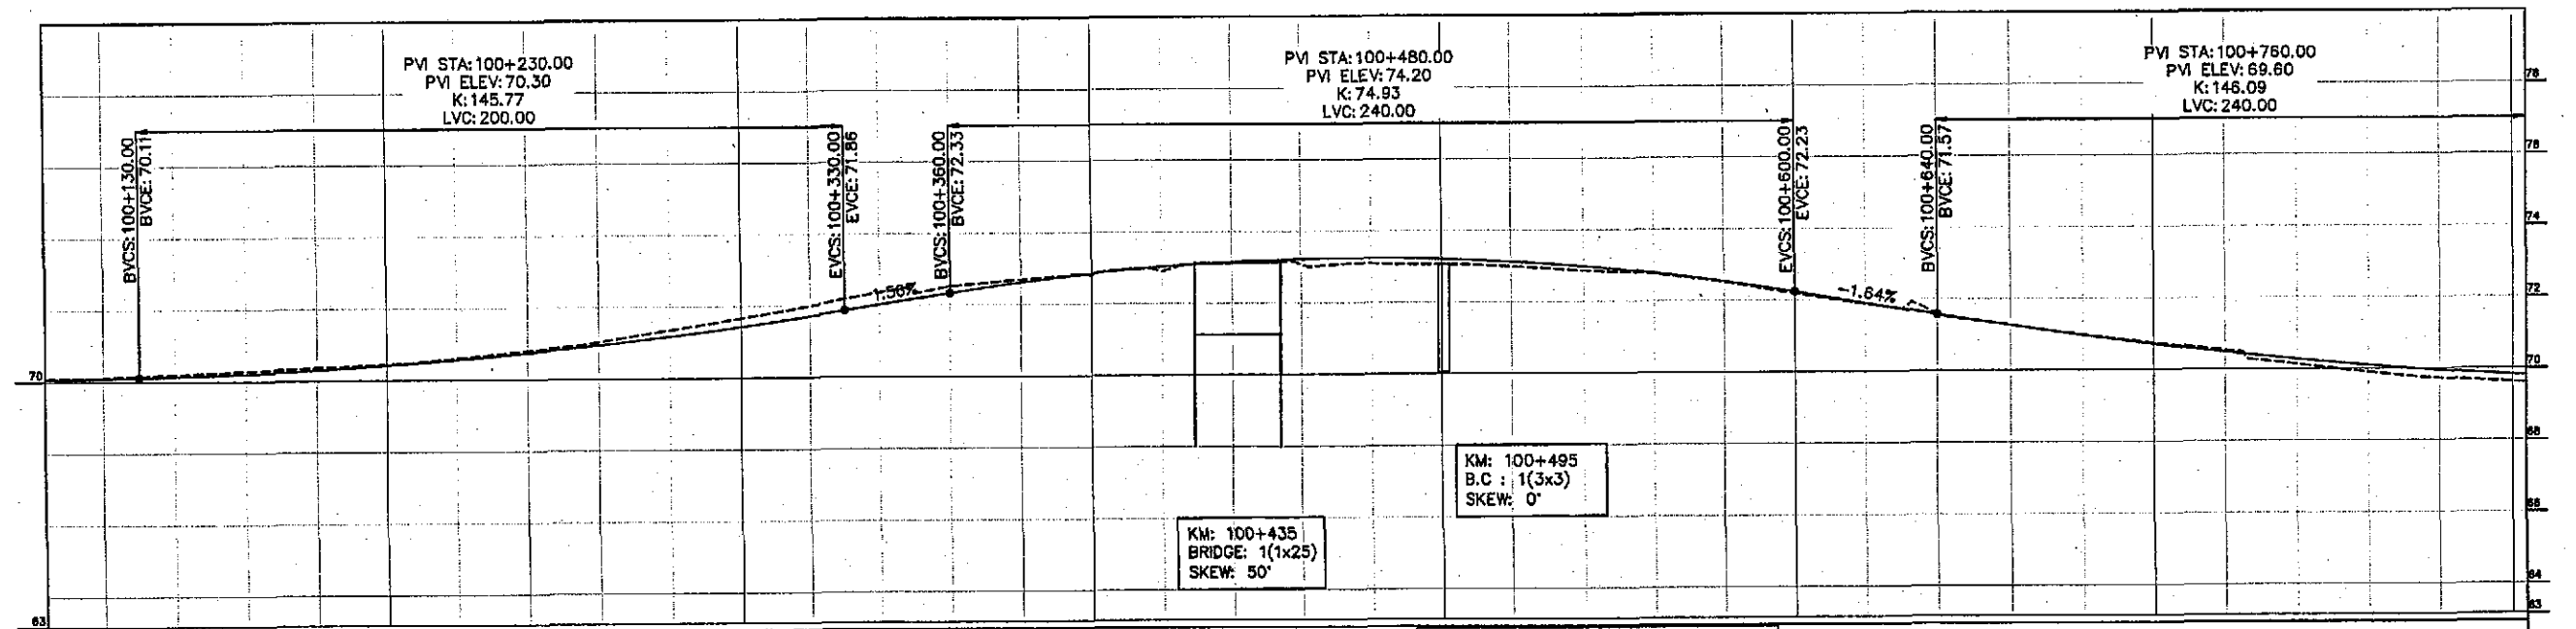 PVI STA: 100+230.00
PVI ELEV: 70.30
K: 145.77
LVC: 200.00
PVI STA: 100+480.00
PVI ELEV: 74.20
K: 74.93
LVC: 240.00
PVI STA: 100+760.00
PVI ELEV: 69.60
K: 146.09
LVC: 240.00
BVCS: 100+130.00
BVCE: 70.11
EVCS: 100+330.00
EVCE: 71.86
BVCS: 100+360.00
BVCE: 72.33
EVCS: 100+600.00
EVCE: 72.23
BVCS: 100+640.00
BVCE: 71.57
1.56%
-1.64%
78
76
74
72
70
68
66
64
63
70
63
KM: 100+495
B.C : 1(3x3)
SKEW: 0°
KM: 100+435
BRIDGE: 1(1x25)
SKEW: 50°